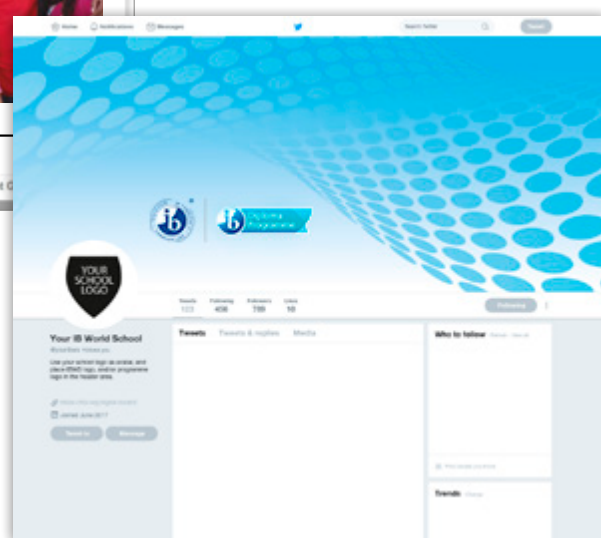 Home Notifications Messages
Search Twitter
Tweet
ib
ib Diploma Programme
YOUR
SCHOOL
LOGO
Tweets Following Followers Likes
123 456 789 10
Following
Your IB World School
Use your school logo as avatar, and
place IBWS logo, and/or programme
logo in the header area.
Joined June 2017
Tweet to Message
Tweets Tweets & replies Media
Who to follow
Trends